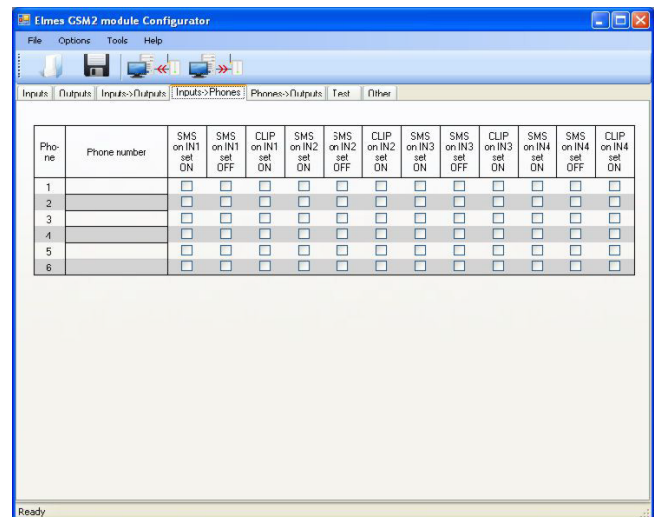 Elmes GSM2 module Configurator
File Options Tools Help
Inputs Outputs Inputs->Outputs Inputs->Phones Phones->Outputs Test Other
Pho-
ne
Phone number
SMS
on IN1
set
ON
SMS
on IN1
set
OFF
CLIP
on IN1
set
ON
SMS
on IN2
set
ON
SMS
on IN2
set
OFF
CLIP
on IN2
set
ON
SMS
on IN3
set
ON
SMS
on IN3
set
OFF
CLIP
on IN3
set
ON
SMS
on IN4
set
ON
SMS
on IN4
set
OFF
CLIP
on IN4
set
ON
1
2
3
4
5
6
Ready